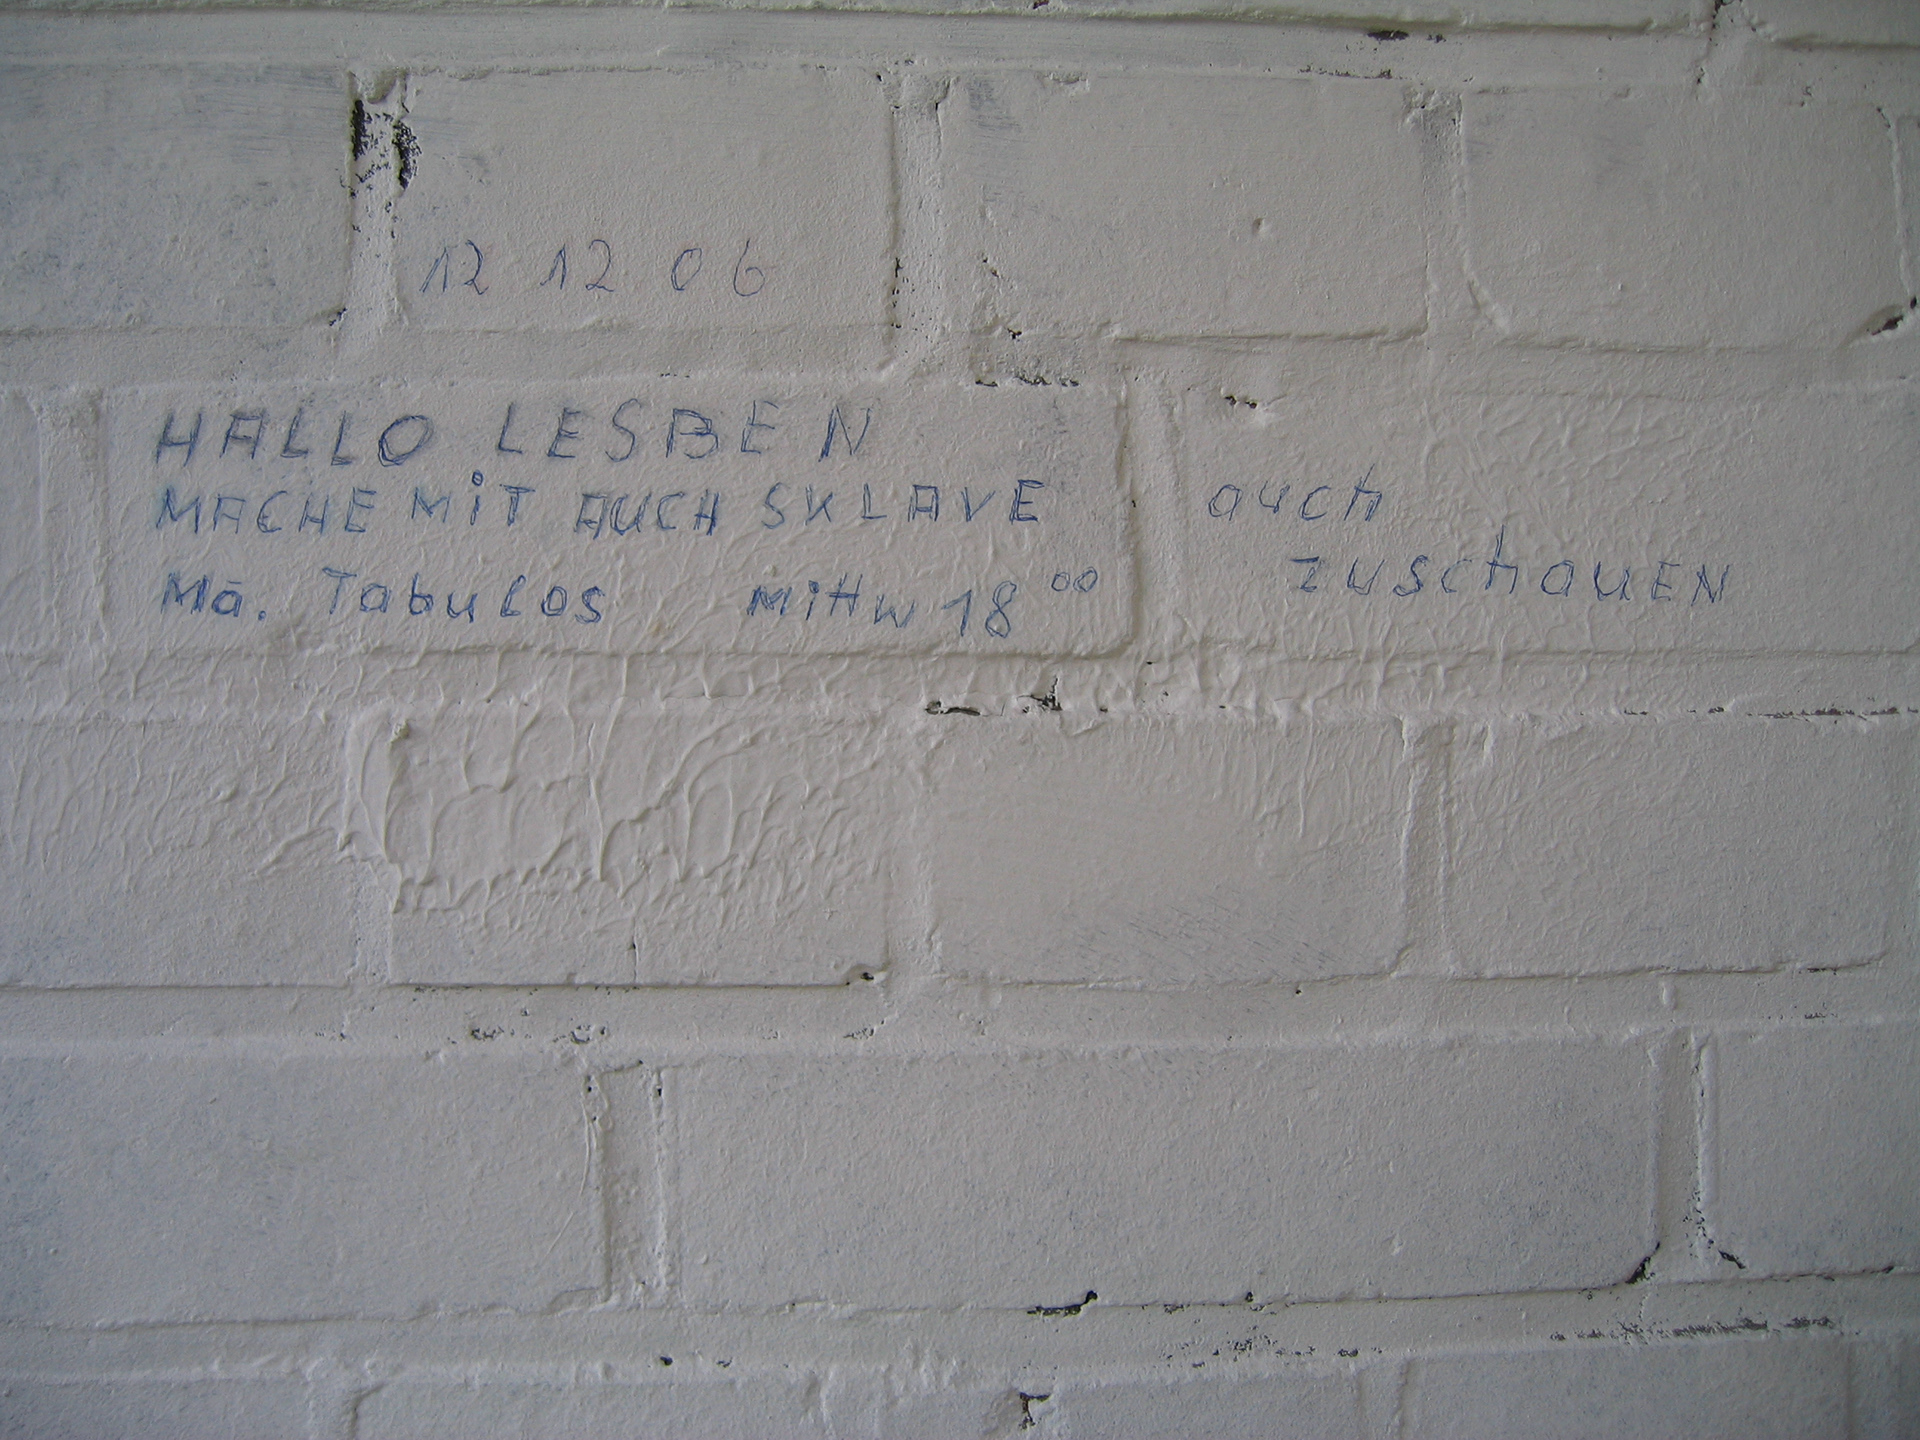 12 12 06
HALLO LESBEN
MACHE MiT AUCH SKLAVE
Mä. Tabulos Mittw 18 00
auch
zuschauEN